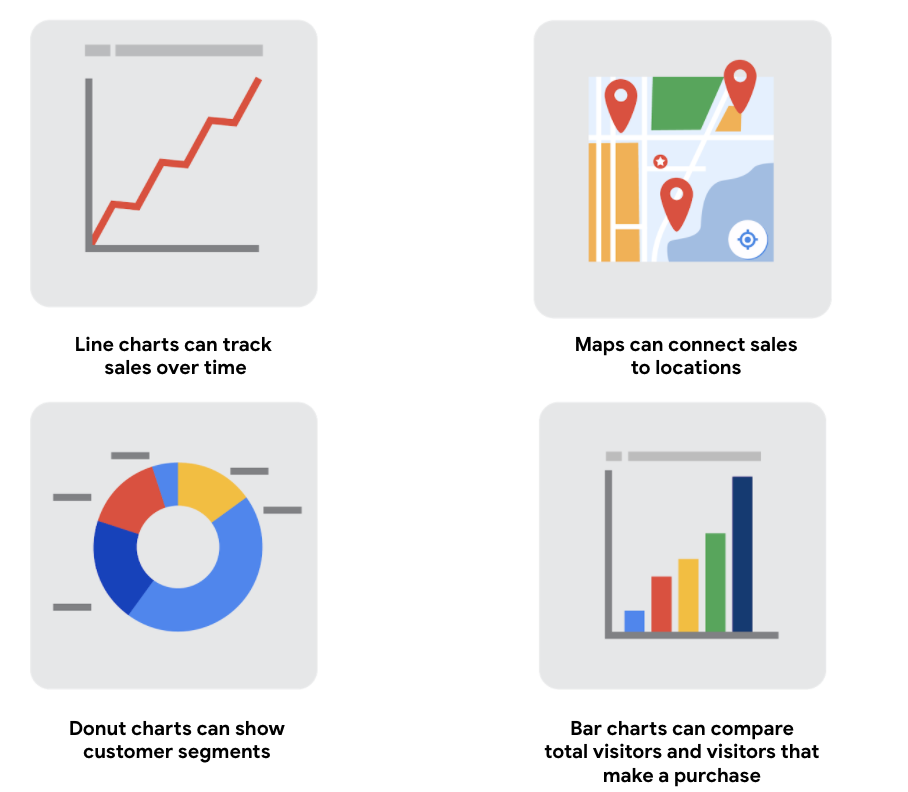 Line charts can track
sales over time
Maps can connect sales
to locations
Donut charts can show
customer segments
Bar charts can compare
total visitors and visitors that
make a purchase